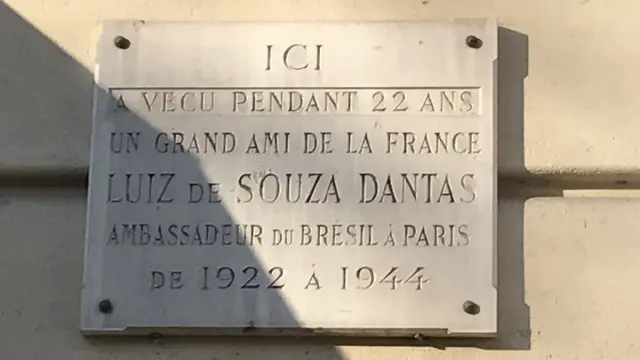 ICI
A VECU PENDANT 22 ANS
UN GRAND AMI DE LA FRANCE
LUIZ DE SOUZA DANTAS
AMBASSADEUR DU BRÉSIL À PARIS
DE 1922 À 1944